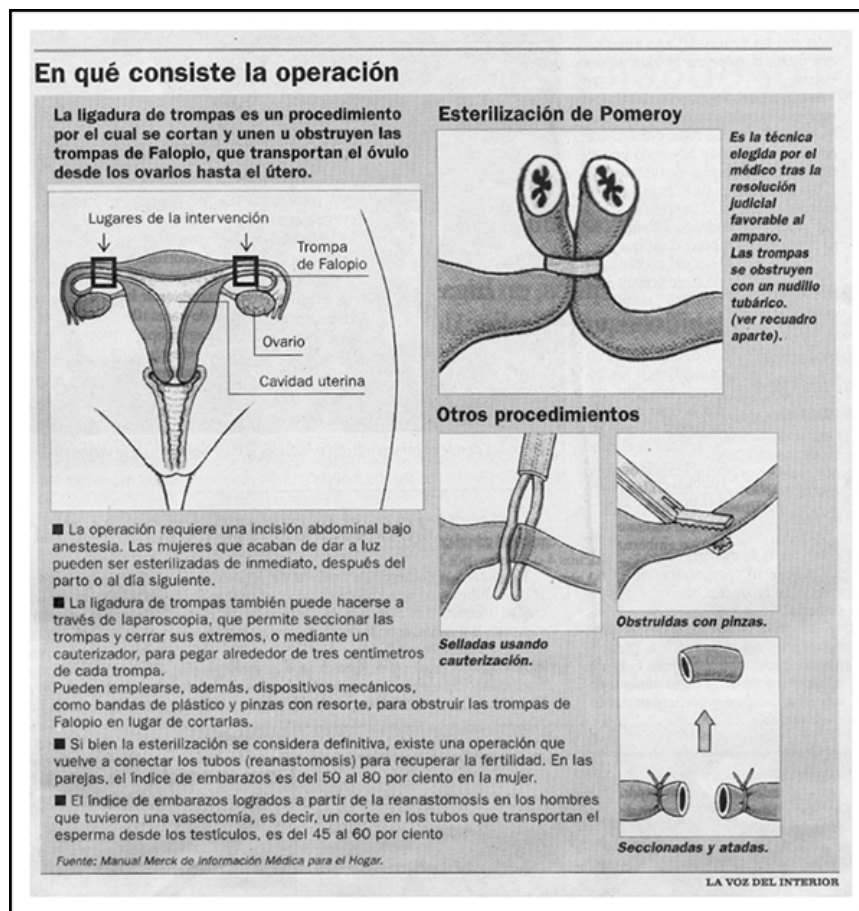 En qué consiste la operación
La ligadura de trompas es un procedimiento
por el cual se cortan y unen u obstruyen las
trompas de Falopio, que transportan el óvulo
desde los ovarios hasta el útero.
Lugares de la intervención
Trompa
de Falopio
Ovario
Cavidad uterina
■ La operación requiere una incisión abdominal bajo
anestesia. Las mujeres que acaban de dar a luz
pueden ser esterilizadas de inmediato, después del
parto o al día siguiente.
■ La ligadura de trompas también puede hacerse a
través de laparoscopia, que permite seccionar las
trompas y cerrar sus extremos, o mediante un
cauterizador, para pegar alrededor de tres centímetros
de cada trompa.
Pueden emplearse, además, dispositivos mecánicos,
como bandas de plástico y pinzas con resorte, para obstruir las trompas de
Falopio en lugar de cortarlas.
■ Si bien la esterilización se considera definitiva, existe una operación que
vuelve a conectar los tubos (reanastomosis) para recuperar la fertilidad. En las
parejas, el índice de embarazos es del 50 al 80 por ciento en la mujer.
■ El índice de embarazos logrados a partir de la reanastomosis en los hombres
que tuvieron una vasectomía, es decir, un corte en los tubos que transportan el
esperma desde los testículos, es del 45 al 60 por ciento
Fuente: Manual Merck de Información Médica para el Hogar.
Esterilización de Pomeroy
Es la técnica
elegida por el
médico tras la
resolución
judicial
favorable al
amparo.
Las trompas
se obstruyen
con un nudillo
tubárico.
(ver recuadro
aparte).
Otros procedimientos
Selladas usando
cauterización.
Obstruidas con pinzas.
Seccionadas y atadas.
LA VOZ DEL INTERIOR